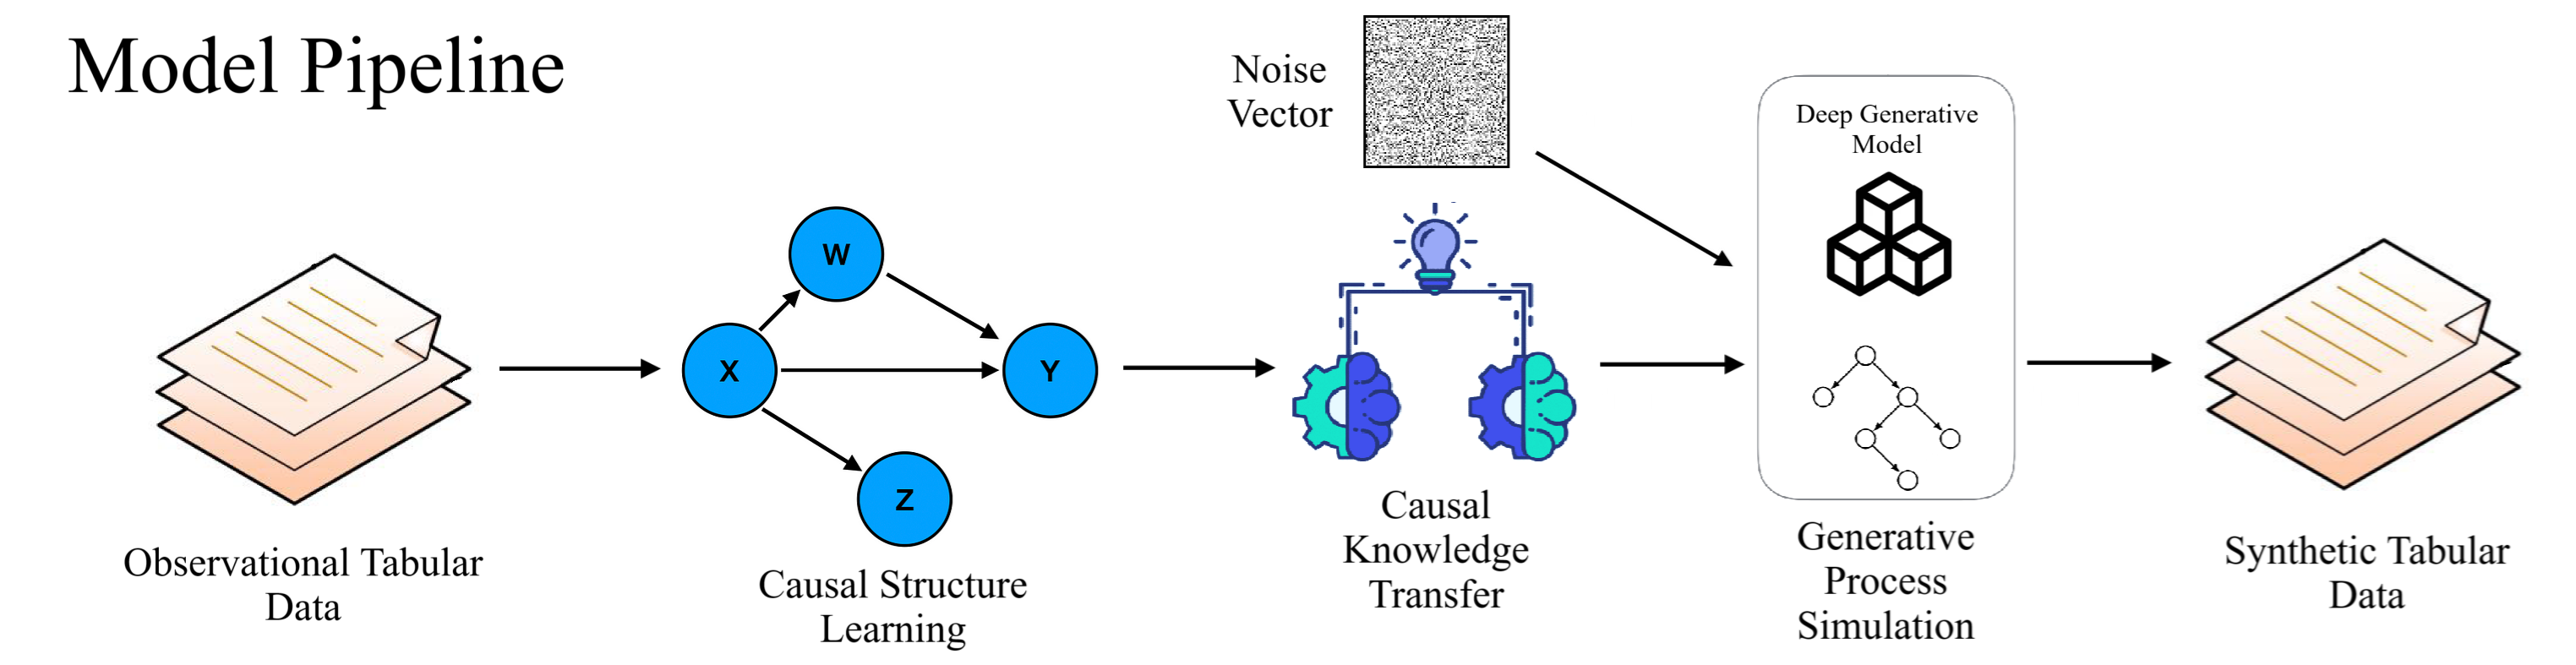 Model Pipeline
Observational Tabular
Data
W
X
Y
Z
Causal Structure
Learning
Noise
Vector
Causal
Knowledge
Transfer
Deep Generative
Model
Generative
Process
Simulation
Synthetic Tabular
Data